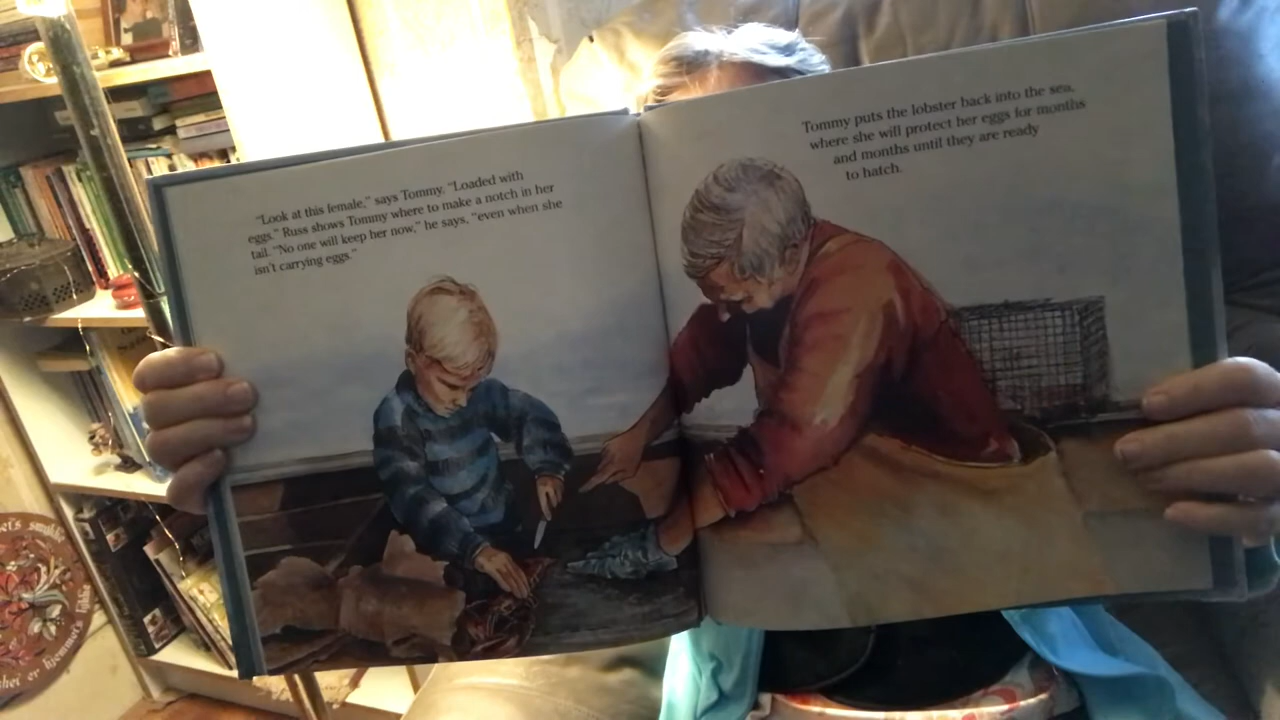 "Look at this female," says Tommy. "Loaded with
eggs." Russ shows Tommy where to make a notch in her
tail. "No one will keep her now," he says, "even when she
isn't carrying eggs."
Tommy puts the lobster back into the sea,
where she will protect her eggs for months
and months until they are ready
to hatch.